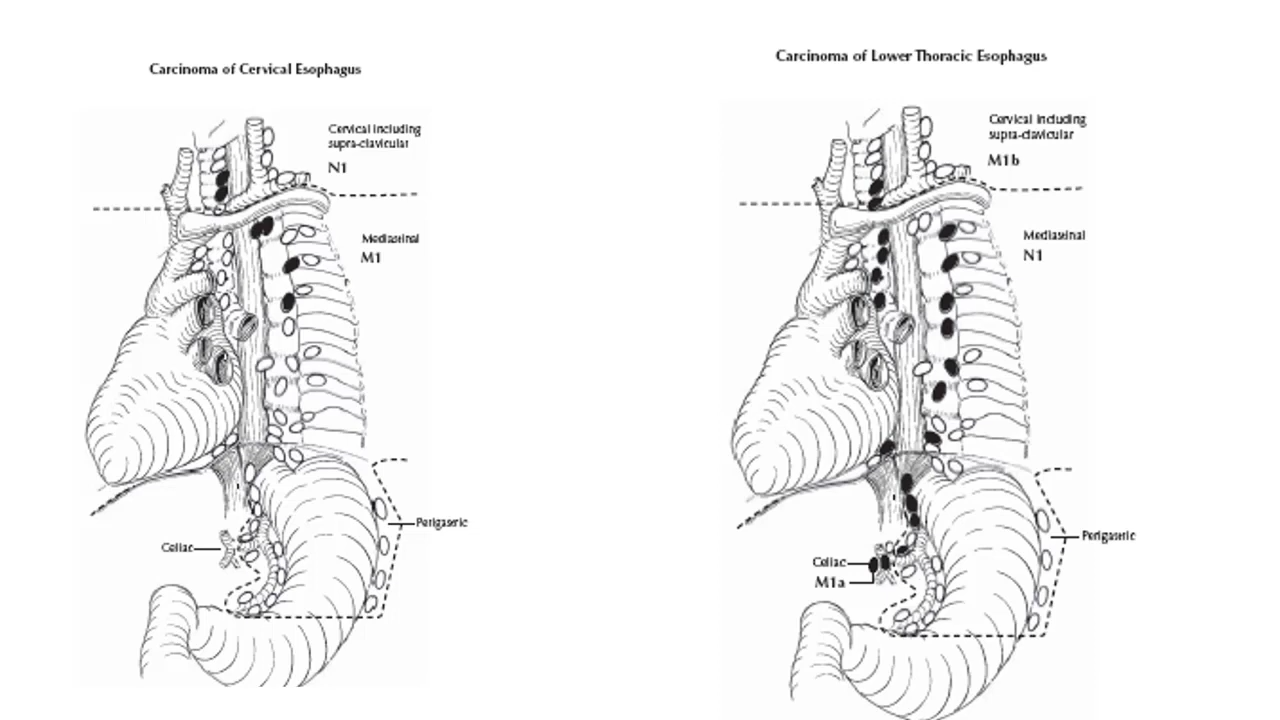 Carcinoma of Cervical Esophagus
Cervical including
supra-clavicular
N1
Mediastinal
M1
Perigastric
Celiac
Carcinoma of Lower Thoracic Esophagus
Cervical including
supra-clavicular
M1b
Mediastinal
N1
Perigastric
Celiac
M1a